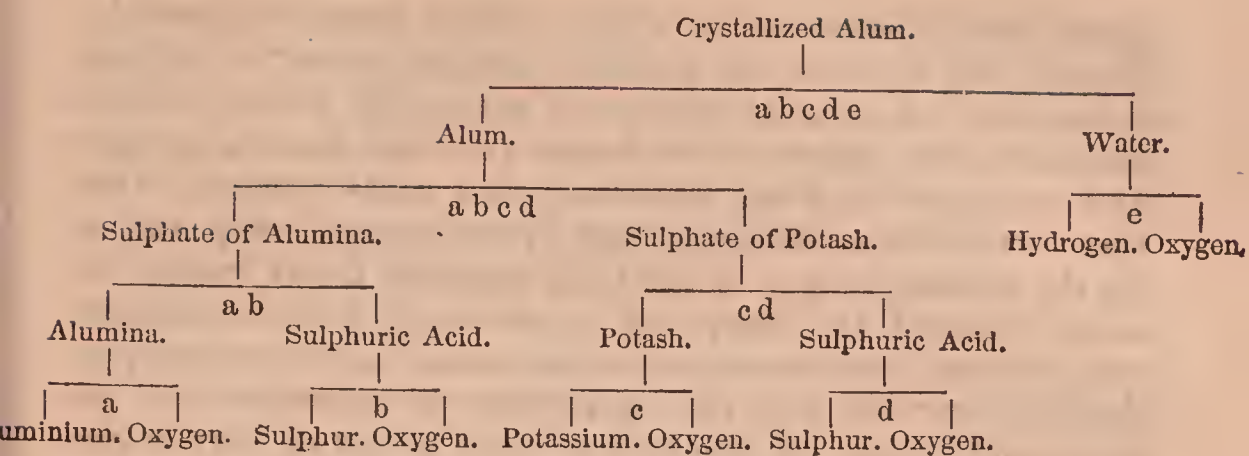 Crystallized Alum.
a b c d e
Alum. Water.
a b c d e
Sulphate of Alumina. Sulphate of Potash. Hydrogen. Oxygen.
a b c d
Alumina. Sulphuric Acid. Potash. Sulphuric Acid.
a b c d
uminium. Oxygen. Sulphur. Oxygen. Potassium. Oxygen. Sulphur. Oxygen.